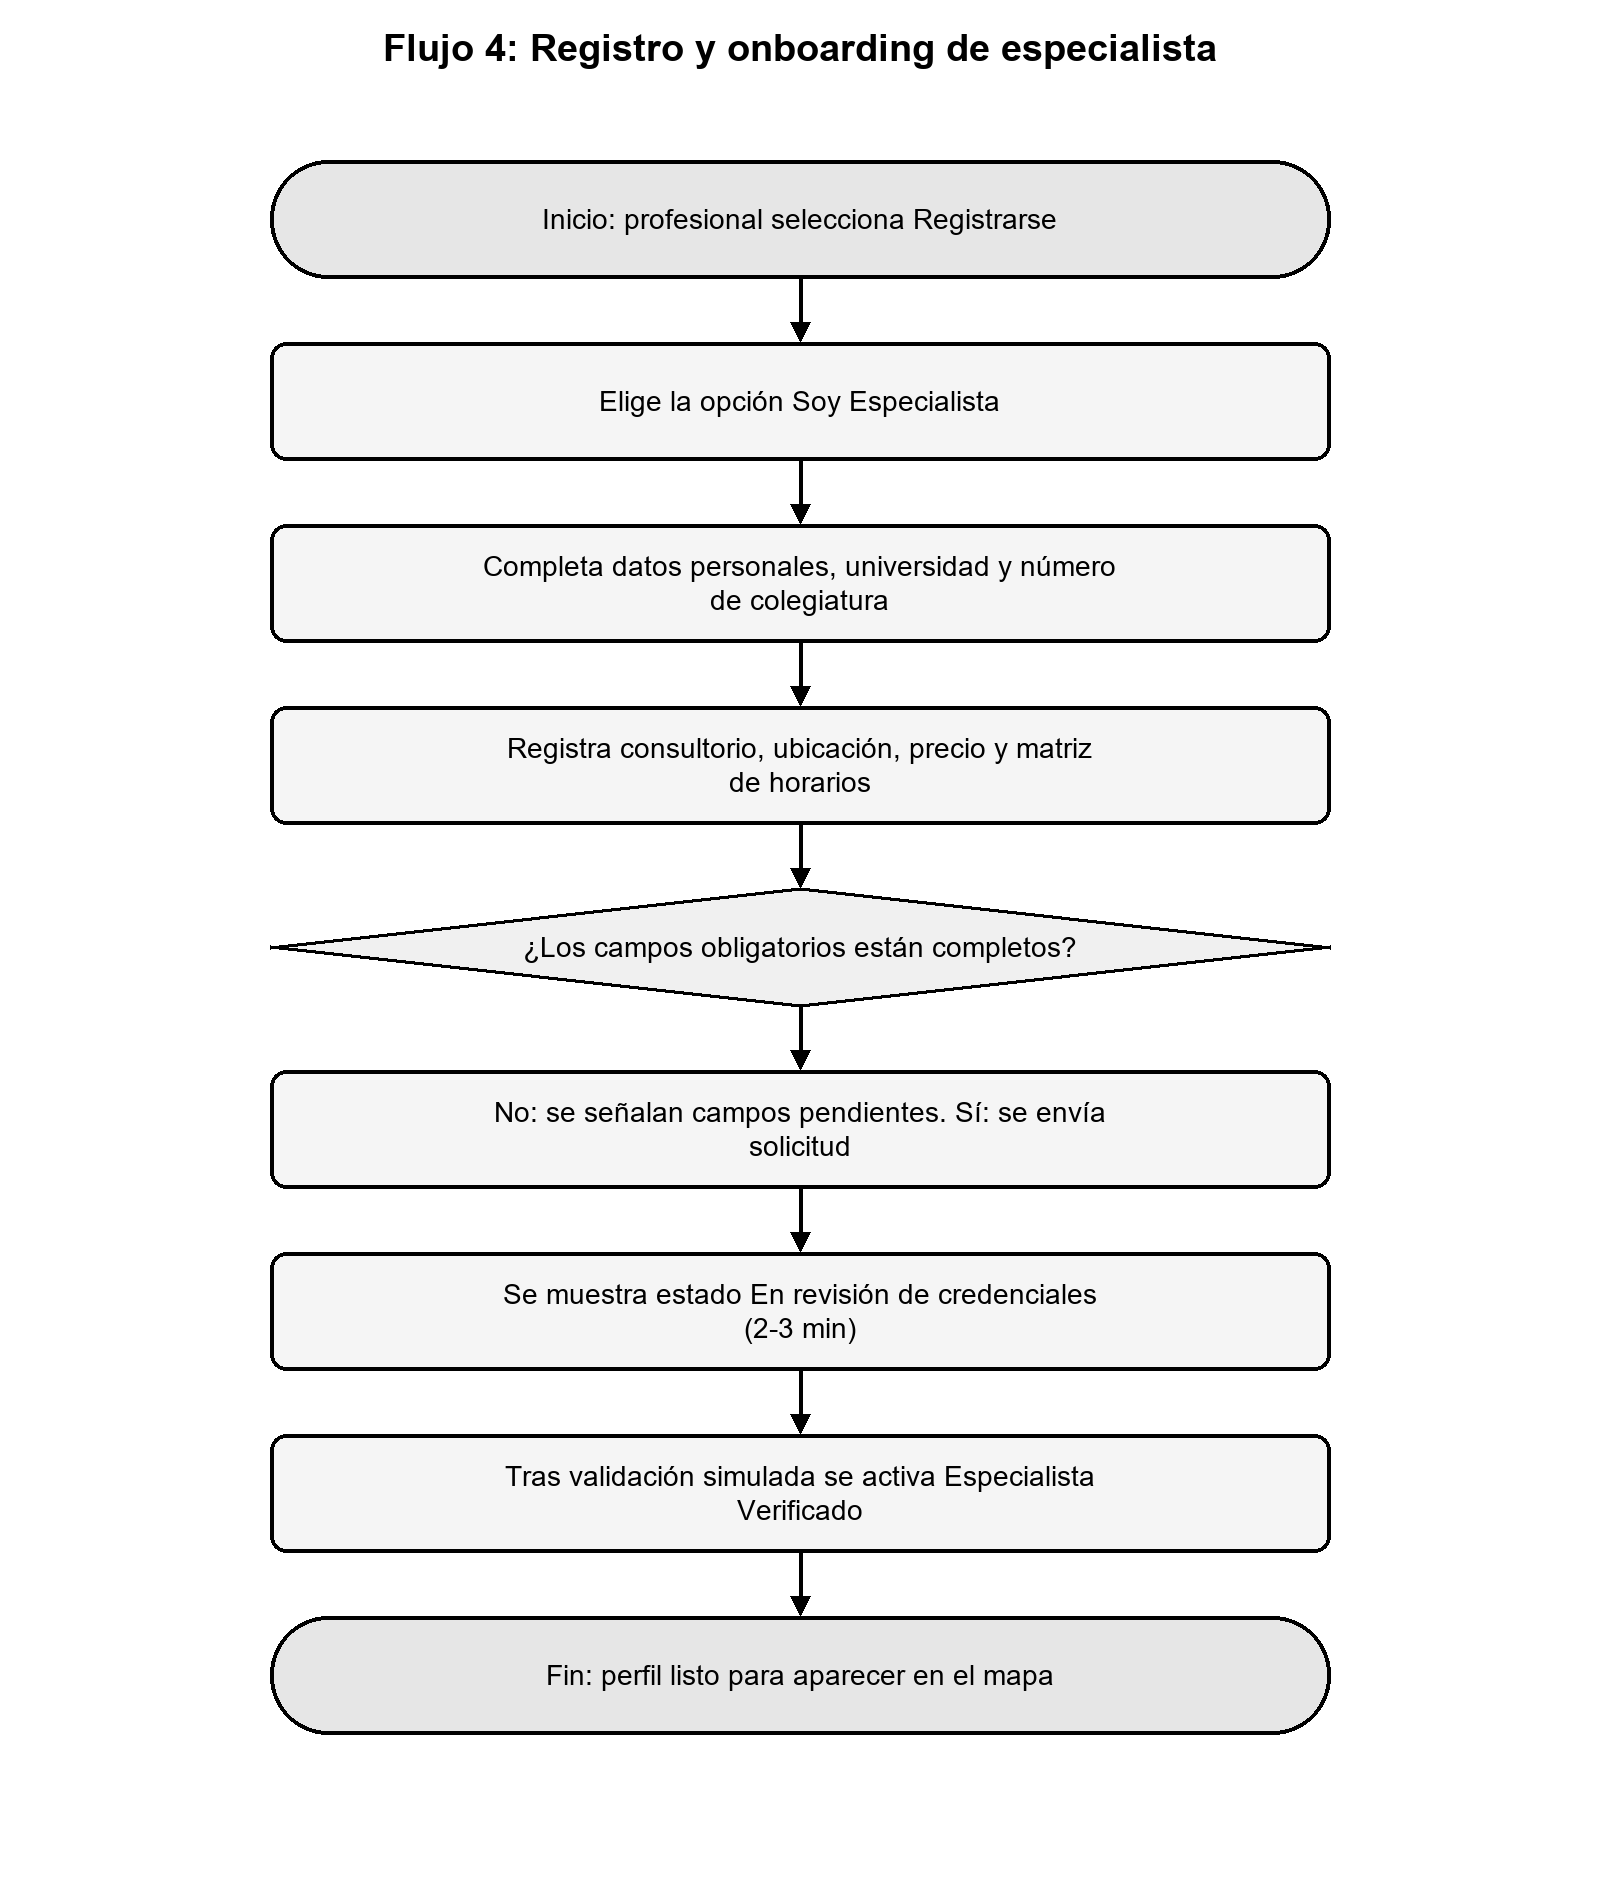 Flujo 4: Registro y onboarding de especialista
Inicio: profesional selecciona Registrarse
Elige la opción Soy Especialista
Completa datos personales, universidad y número
de colegiatura
Registra consultorio, ubicación, precio y matriz
de horarios
¿Los campos obligatorios están completos?
No: se señalan campos pendientes. Sí: se envía
solicitud
Se muestra estado En revisión de credenciales
(2-3 min)
Tras validación simulada se activa Especialista
Verificado
Fin: perfil listo para aparecer en el mapa